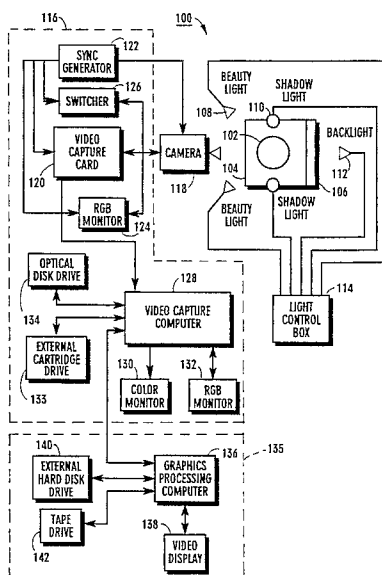 116
100
122
SYNC
GENERATOR
126
SWITCHER
VIDEO
CAPTURE
CARD
120
CAMERA
118
RGB
MONITOR
124
BEAUTY
LIGHT
108
SHADOW
LIGHT
110
102
104
BACKLIGHT
112
106
SHADOW
LIGHT
BEAUTY
LIGHT
114
LIGHT
CONTROL
BOX
OPTICAL
DISK DRIVE
134
128
VIDEO CAPTURE
COMPUTER
EXTERNAL
CARTRIDGE
DRIVE
133
130
COLOR
MONITOR
132
RGB
MONITOR
135
140
EXTERNAL
HARD DISK
DRIVE
136
GRAPHICS
PROCESSING
COMPUTER
TAPE
DRIVE
142
138
VIDEO
DISPLAY